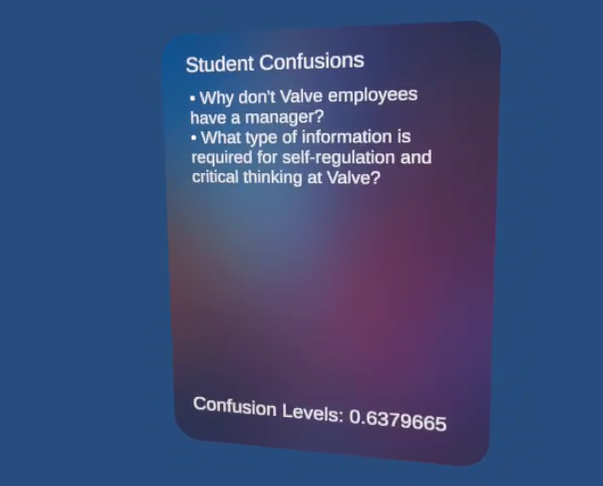 Student Confusions
• Why don't Valve employees
have a manager?
• What type of information is
required for self-regulation and
critical thinking at Valve?
Confusion Levels: 0.6379665